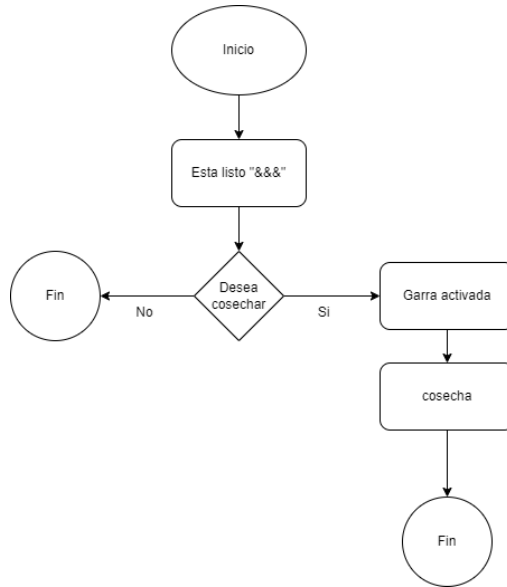 Inicio
Esta listo "&&&"
Desea
cosechar
Fin
No
Si
Garra activada
cosecha
Fin